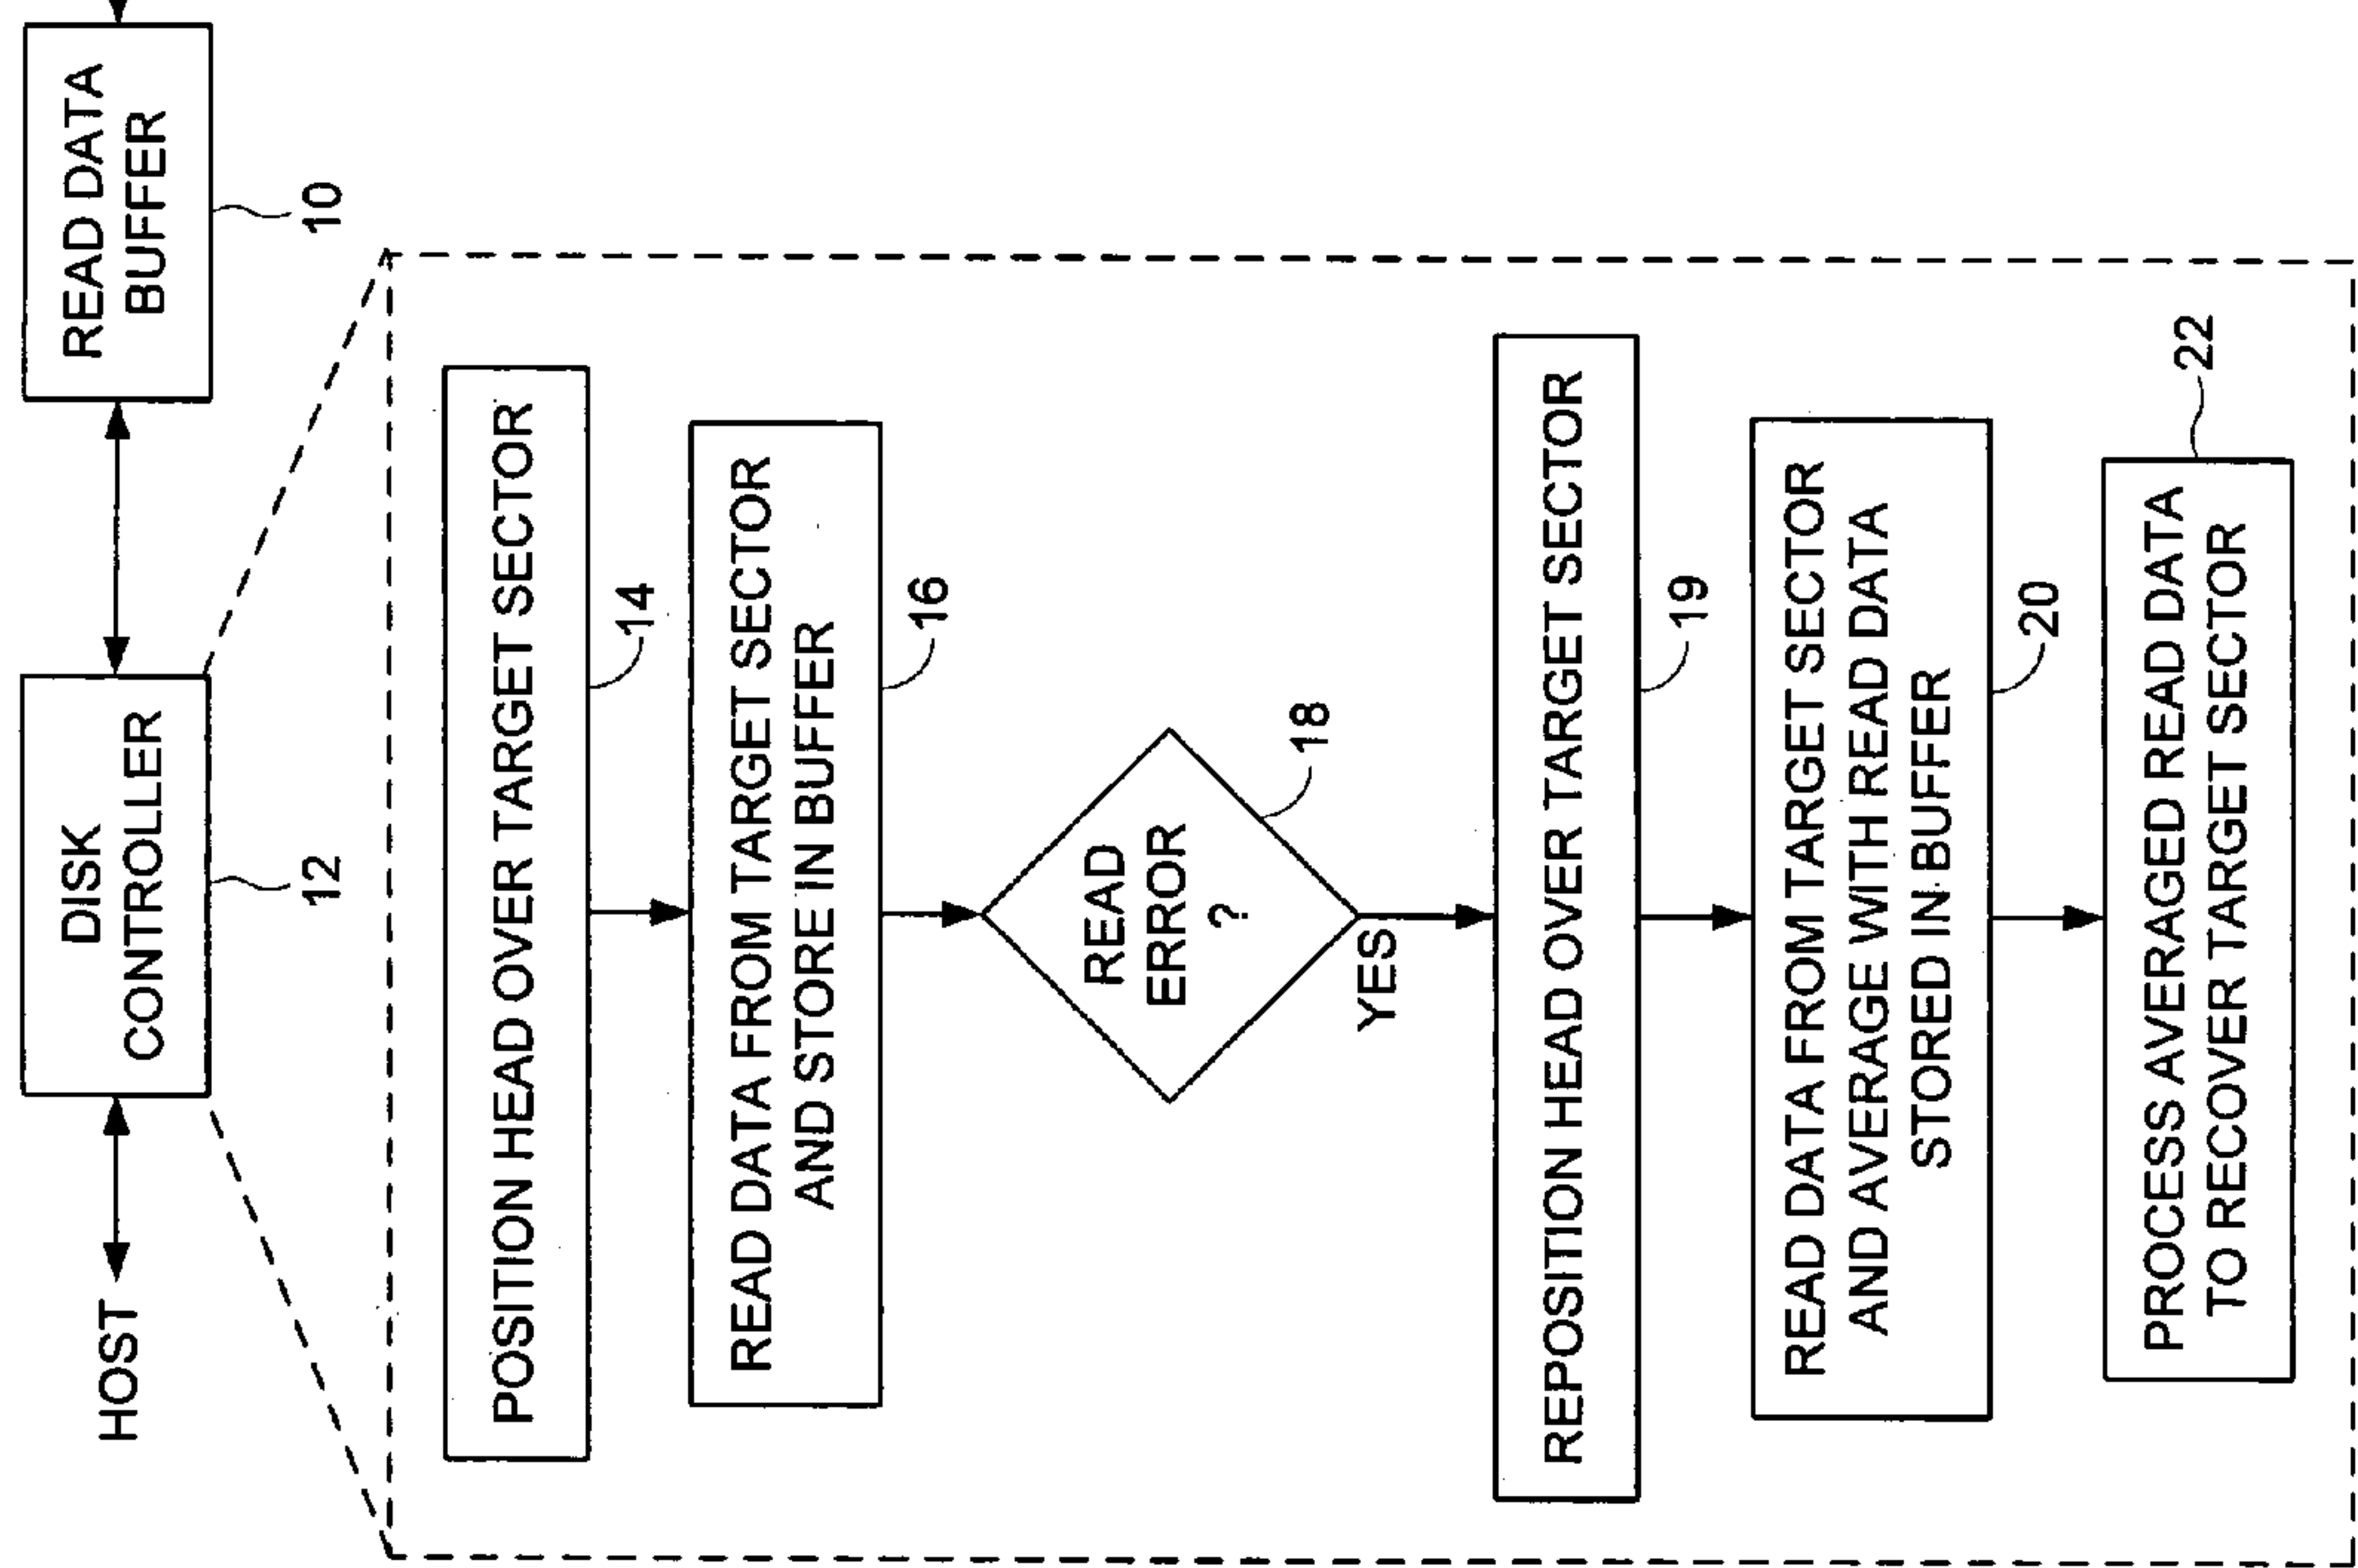 HOST
DISK
CONTROLLER
12
READ DATA
BUFFER
10
POSITION HEAD OVER TARGET SECTOR
14
READ DATA FROM TARGET SECTOR
AND STORE IN BUFFER
16
READ
ERROR
?
18
YES
REPOSITION HEAD OVER TARGET SECTOR
19
READ DATA FROM TARGET SECTOR
AND AVERAGE WITH READ DATA
STORED IN BUFFER
20
PROCESS AVERAGED READ DATA
TO RECOVER TARGET SECTOR
22